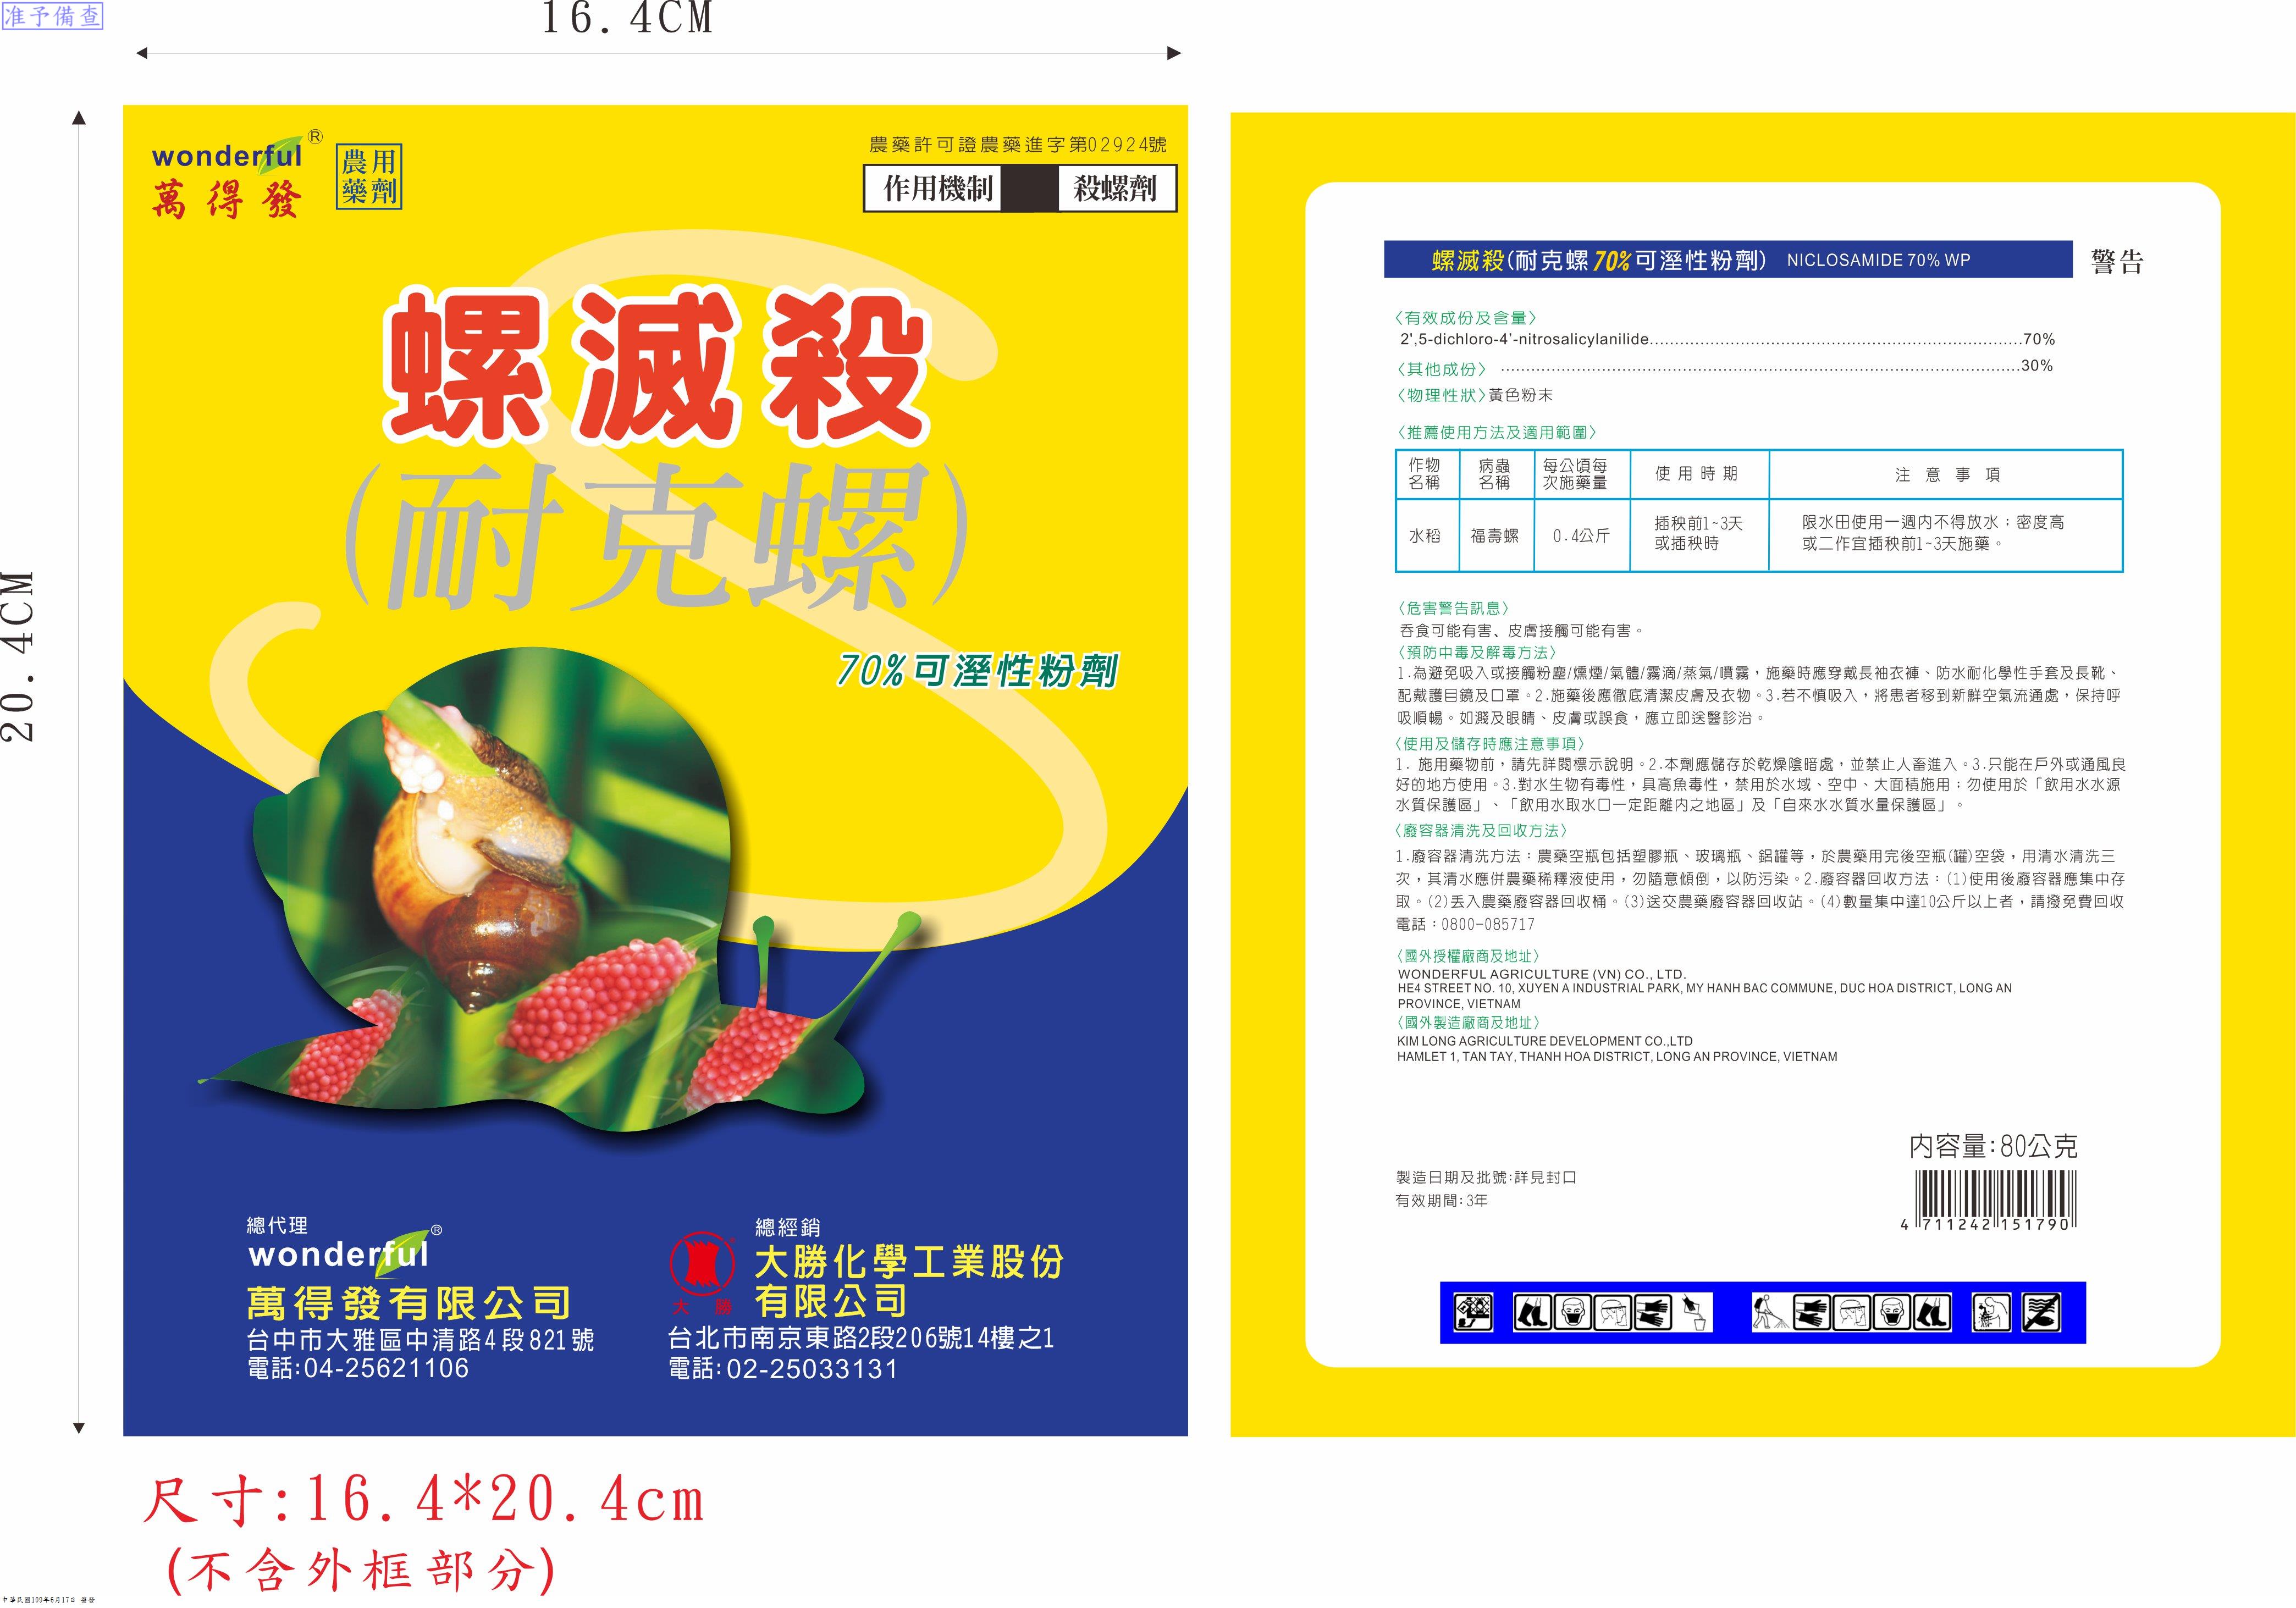 准予備查
16.4CM
20.4CM
wonderful®
萬得發
農用
藥劑
農藥許可證農藥進字第02924號
作用機制 殺螺劑
螺滅殺
(耐克螺)
70%可溼性粉劑
總代理
wonderful®
萬得發有限公司
台中市大雅區中清路4段821號
電話:04-25621106
總經銷
大勝
大勝化學工業股份
有限公司
台北市南京東路2段206號14樓之1
電話:02-25033131
尺寸:16.4*20.4cm
(不含外框部分)
中華民國109年6月17日 簽發
螺滅殺(耐克螺70%可溼性粉劑) NICLOSAMIDE 70% WP 警告
〈有效成份及含量〉
2',5-dichloro-4'-nitrosalicylanilide..........................................................................70%
〈其他成份〉 .......................................................................................................30%
〈物理性狀〉黃色粉末
〈推薦使用方法及適用範圍〉
作物名稱 病蟲名稱 每公頃每次施藥量 使用時期 注意事項
水稻 福壽螺 0.4公斤 插秧前1~3天或插秧時 限水田使用一週內不得放水；密度高或二作宜插秧前1~3天施藥。
〈危害警告訊息〉
吞食可能有害、皮膚接觸可能有害。
〈預防中毒及解毒方法〉
1.為避免吸入或接觸粉塵/燻煙/氣體/霧滴/蒸氣/噴霧，施藥時應穿戴長袖衣褲、防水耐化學性手套及長靴、
配戴護目鏡及口罩。2.施藥後應徹底清潔皮膚及衣物。3.若不慎吸入，將患者移到新鮮空氣流通處，保持呼
吸順暢。如濺及眼睛、皮膚或誤食，應立即送醫診治。
〈使用及儲存時應注意事項〉
1. 施用藥物前，請先詳閱標示說明。2.本劑應儲存於乾燥陰暗處，並禁止人畜進入。3.只能在戶外或通風良
好的地方使用。3.對水生物有毒性，具高魚毒性，禁用於水域、空中、大面積施用；勿使用於「飲用水水源
水質保護區」、「飲用水取水口一定距離內之地區」及「自來水水質水量保護區」。
〈廢容器清洗及回收方法〉
1.廢容器清洗方法：農藥空瓶包括塑膠瓶、玻璃瓶、鋁罐等，於農藥用完後空瓶(罐)空袋，用清水清洗三
次，其清水應併農藥稀釋液使用，勿隨意傾倒，以防污染。2.廢容器回收方法：(1)使用後廢容器應集中存
取。(2)丟入農藥廢容器回收桶。(3)送交農藥廢容器回收站。(4)數量集中達10公斤以上者，請撥免費回收
電話：0800-085717
〈國外授權廠商及地址〉
WONDERFUL AGRICULTURE (VN) CO., LTD.
HE4 STREET NO. 10, XUYEN A INDUSTRIAL PARK, MY HANH BAC COMMUNE, DUC HOA DISTRICT, LONG AN
PROVINCE, VIETNAM
〈國外製造廠商及地址〉
KIM LONG AGRICULTURE DEVELOPMENT CO.,LTD
HAMLET 1, TAN TAY, THANH HOA DISTRICT, LONG AN PROVINCE, VIETNAM
內容量:80公克
製造日期及批號:詳見封口
有效期間:3年
4 711242 151790